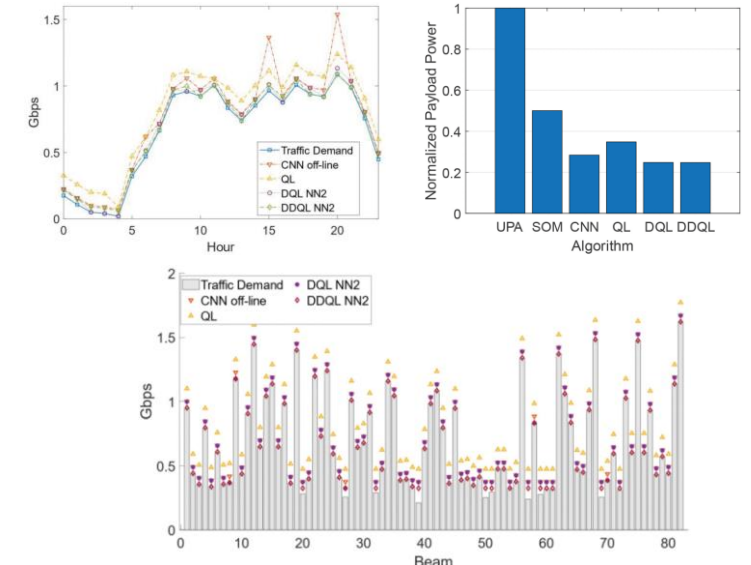 1.5
1
0.5
0
Gbps
0
5
10
15
20
Hour
Traffic Demand
CNN off-line
QL
DQL NN2
DDQL NN2
1
0.8
0.6
0.4
0.2
0
Normalized Payload Power
UPA SOM CNN QL DQL DDQL
Algorithm
2
1.5
1
0.5
0
Gbps
Traffic Demand
CNN off-line
QL
DQL NN2
DDQL NN2
0 10 20 30 40 50 60 70 80
Beam